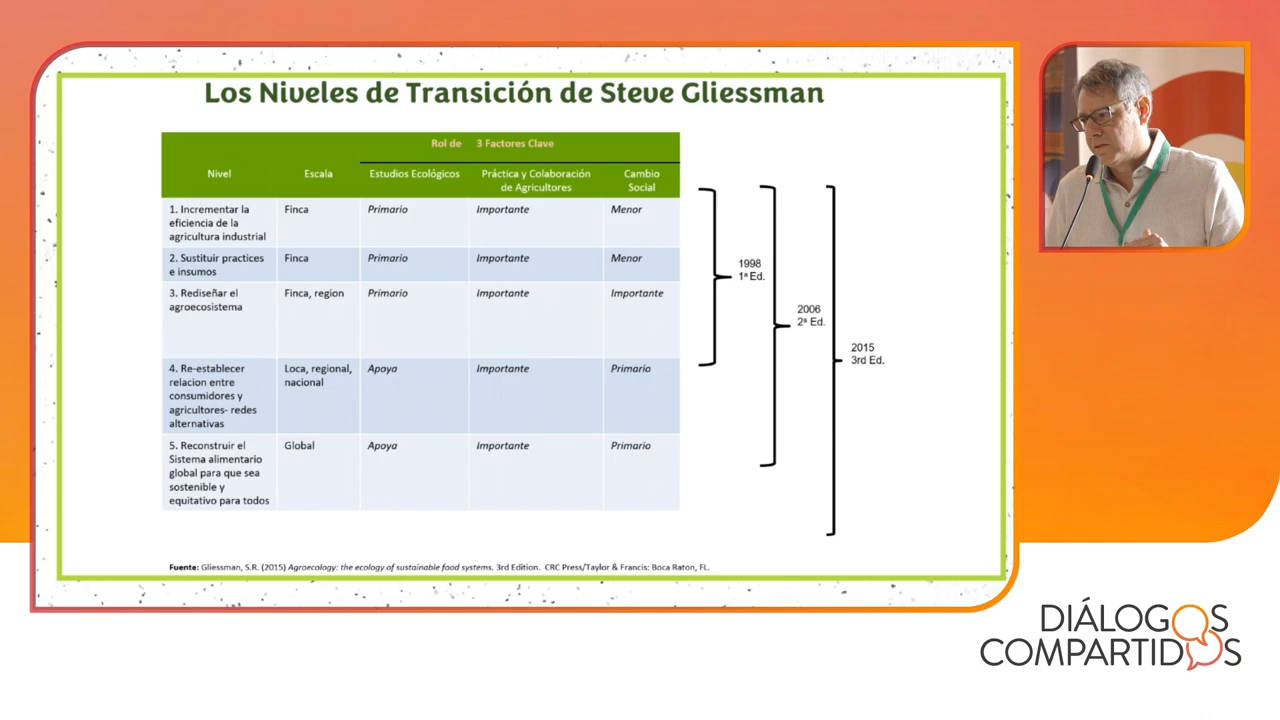 Los Niveles de Transición de Steve Gliessman
Rol de 3 Factores Clave
Nivel
Escala
Estudios Ecológicos
Práctica y Colaboración
de Agricultores
Cambio
Social
1. Incrementar la
eficiencia de la
agricultura industrial
Finca
Primario
Importante
Menor
2. Sustituir practices
e insumos
Finca
Primario
Importante
Menor
3. Rediseñar el
agroecosistema
Finca, region
Primario
Importante
Importante
4. Re-establecer
relacion entre
consumidores y
agricultores- redes
alternativas
Loca, regional,
nacional
Apoya
Importante
Primario
5. Reconstruir el
Sistema alimentario
global para que sea
sostenible y
equitativo para todos
Global
Apoya
Importante
Primario
1998
1ª Ed.
2006
2ª Ed.
2015
3rd Ed.
Fuente: Gliessman, S.R. (2015) Agroecology: the ecology of sustainable food systems. 3rd Edition. CRC Press/Taylor & Francis: Boca Raton, FL.
DIÁLOGOS
COMPARTIDOS